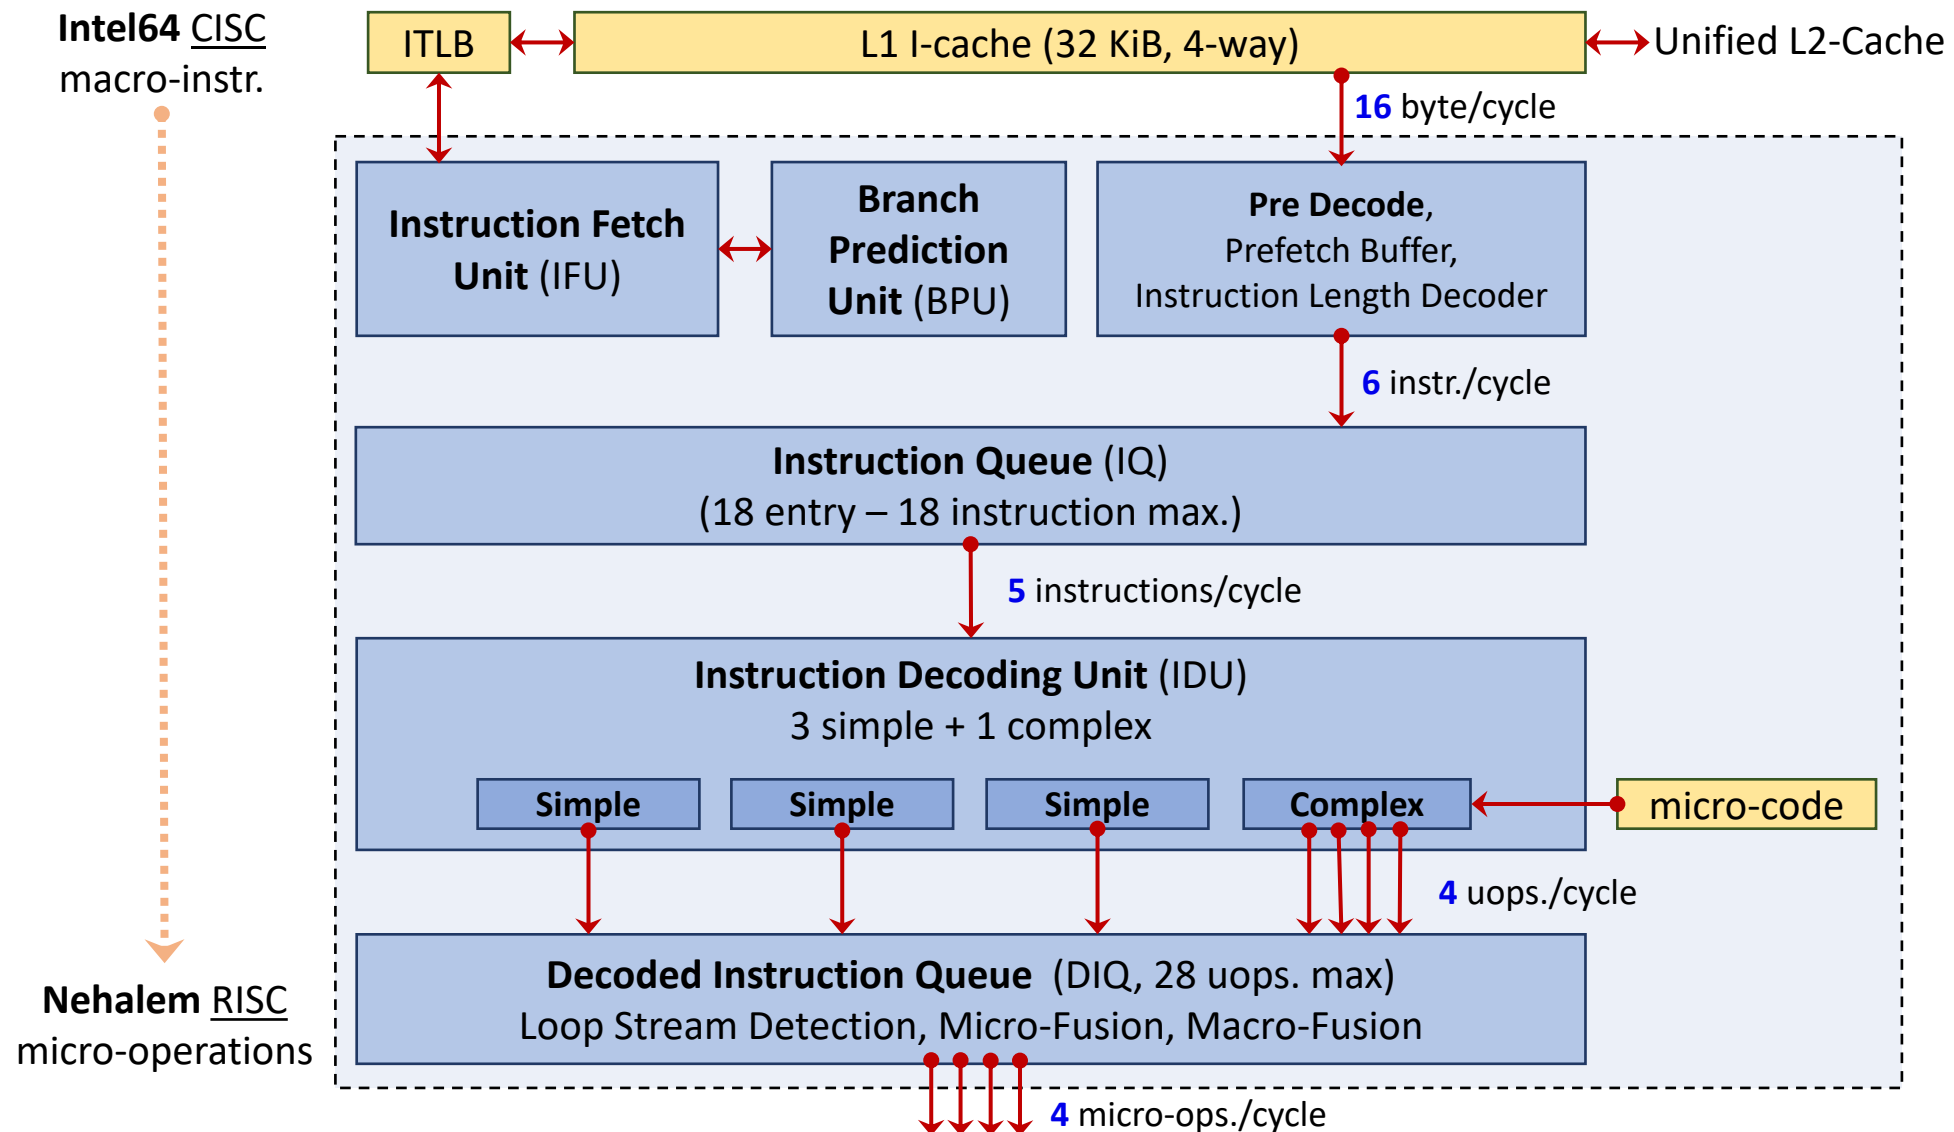 Intel64 CISC
macro-instr.
ITLB
L1 I-cache (32 KiB, 4-way)
Unified L2-Cache
16 byte/cycle
Instruction Fetch
Unit (IFU)
Branch
Prediction
Unit (BPU)
Pre Decode,
Prefetch Buffer,
Instruction Length Decoder
6 instr./cycle
Instruction Queue (IQ)
(18 entry – 18 instruction max.)
5 instructions/cycle
Instruction Decoding Unit (IDU)
3 simple + 1 complex
Simple
Simple
Simple
Complex
micro-code
4 uops./cycle
Decoded Instruction Queue (DIQ, 28 uops. max)
Loop Stream Detection, Micro-Fusion, Macro-Fusion
Nehalem RISC
micro-operations
4 micro-ops./cycle